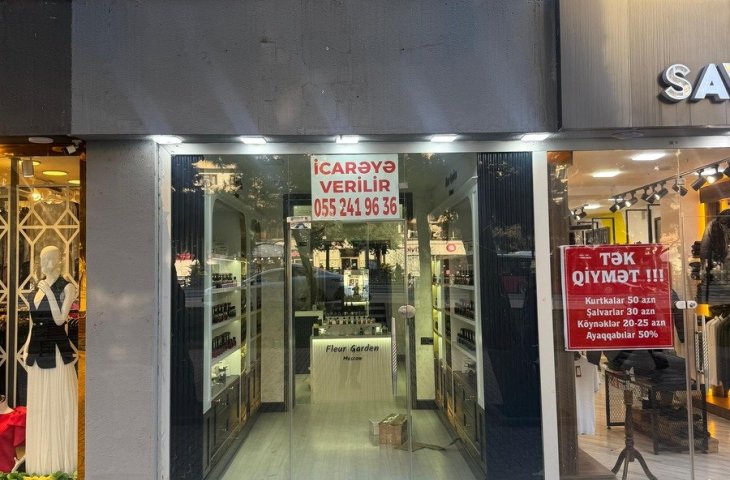 İCARƏYƏ
VERİLİR
055 241 96 36
Fleur Garden
Moscow
SA
TƏK
QİYMƏT !!!
Kurtkalar 50 azn
Şalvarlar 30 azn
Köynəklər 20-25 azn
Ayaqqabılar 50%